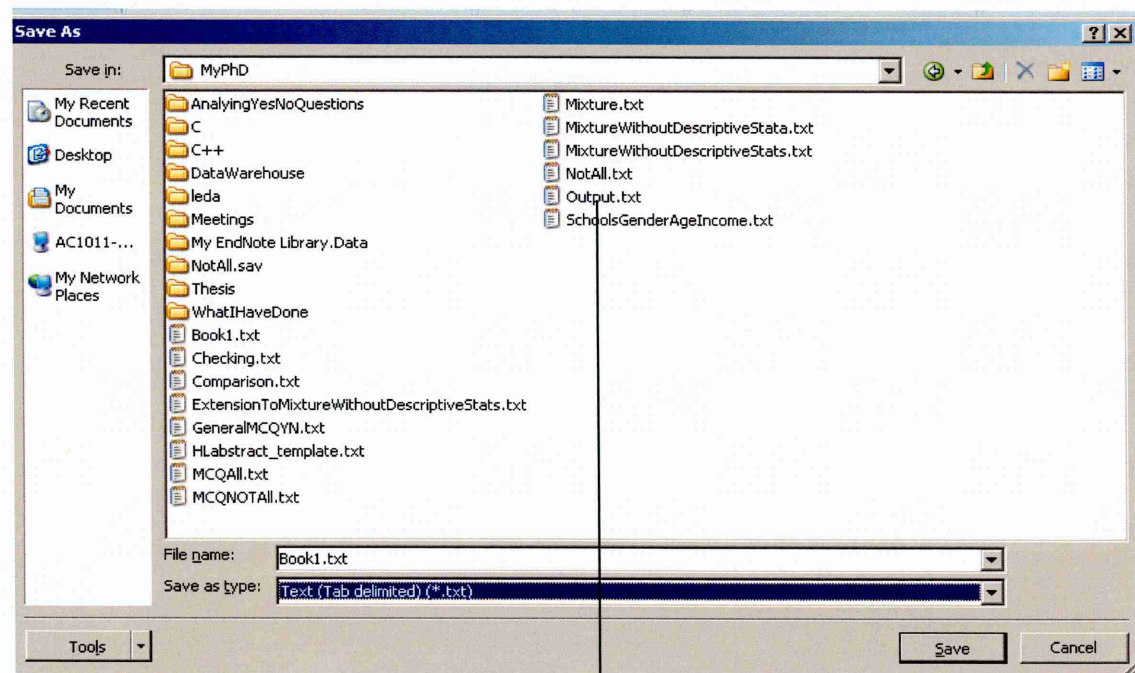 Save As
Save in:
MyPhD
My Recent
Documents
Desktop
My
Documents
AC1011-...
My Network
Places
AnalyingYesNoQuestions
C
C++
DataWarehouse
leda
Meetings
My EndNote Library.Data
NotAll.sav
Thesis
WhatIHaveDone
Book1.txt
Checking.txt
Comparison.txt
ExtensionToMixtureWithoutDescriptiveStats.txt
GeneralMCQYN.txt
HLabstract_template.txt
MCQAll.txt
MCQNOTAll.txt
Mixture.txt
MixtureWithoutDescriptiveStata.txt
MixtureWithoutDescriptiveStats.txt
NotAll.txt
Output.txt
SchoolsGenderAgeIncome.txt
File name:
Book1.txt
Save as type:
Text (Tab delimited) (*.txt)
Tools
Save
Cancel